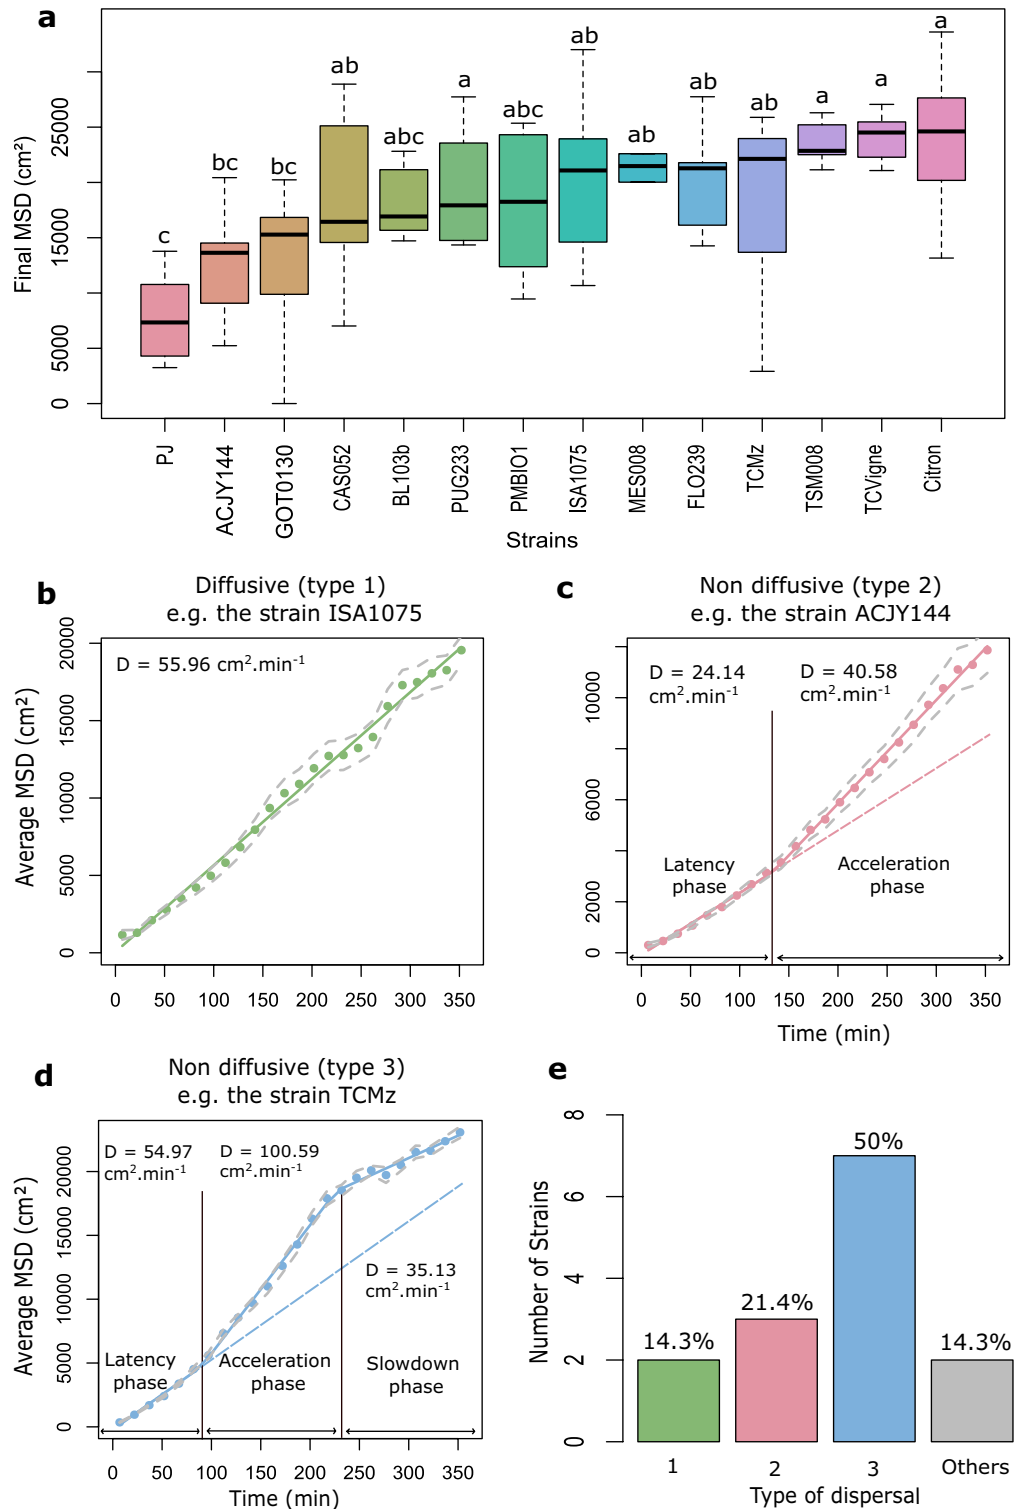 a
Final MSD (cm²)
0
5000
15000
25000
c
bc
bc
ab
abc
a
abc
ab
ab
ab
ab
a
a
a
PJ
ACJY144
GOT0130
CAS052
BL103b
PUG233
PMBIO1
ISA1075
MES008
FLO239
TCMz
TSM008
TCVigne
Citron
Strains
b
Diffusive (type 1)
e.g. the strain ISA1075
D = 55.96 cm².min⁻¹
Average MSD (cm²)
0
5000
10000
15000
20000
0 50 100 150 200 250 300 350
c
Non diffusive (type 2)
e.g. the strain ACJY144
D = 24.14
cm².min⁻¹
D = 40.58
cm².min⁻¹
Latency
phase
Acceleration
phase
0
2000
6000
10000
0 50 100 150 200 250 300 350
Time (min)
d
Non diffusive (type 3)
e.g. the strain TCMz
D = 54.97
cm².min⁻¹
D = 100.59
cm².min⁻¹
D = 35.13
cm².min⁻¹
Latency
phase
Acceleration
phase
Slowdown
phase
Average MSD (cm²)
0
5000
10000
15000
20000
0 50 100 150 200 250 300 350
Time (min)
e
Number of Strains
0
2
4
6
8
14.3%
21.4%
50%
14.3%
1 2 3 Others
Type of dispersal